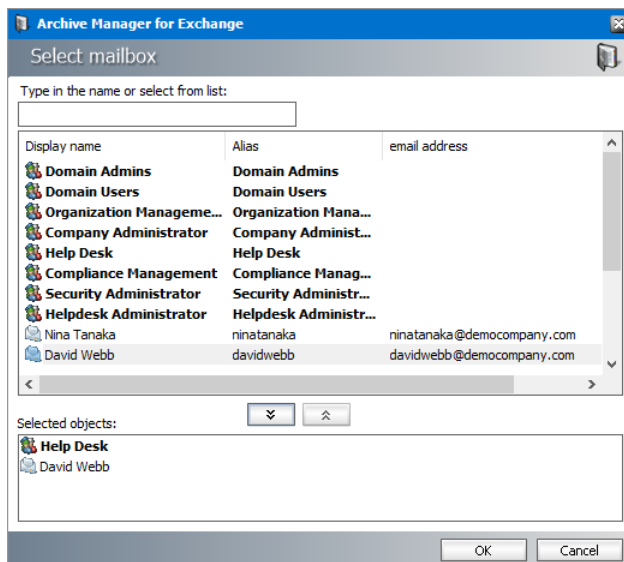 Archive Manager for Exchange
Select mailbox
Type in the name or select from list:
Display name Alias email address
Domain Admins Domain Admins
Domain Users Domain Users
Organization Manageme... Organization Mana...
Company Administrator Company Administ...
Help Desk Help Desk
Compliance Management Compliance Manag...
Security Administrator Security Administr...
Helpdesk Administrator Helpdesk Administr...
Nina Tanaka ninatanaka ninatanaka@democompany.com
David Webb davidwebb davidwebb@democompany.com
Selected objects:
Help Desk
David Webb
OK Cancel